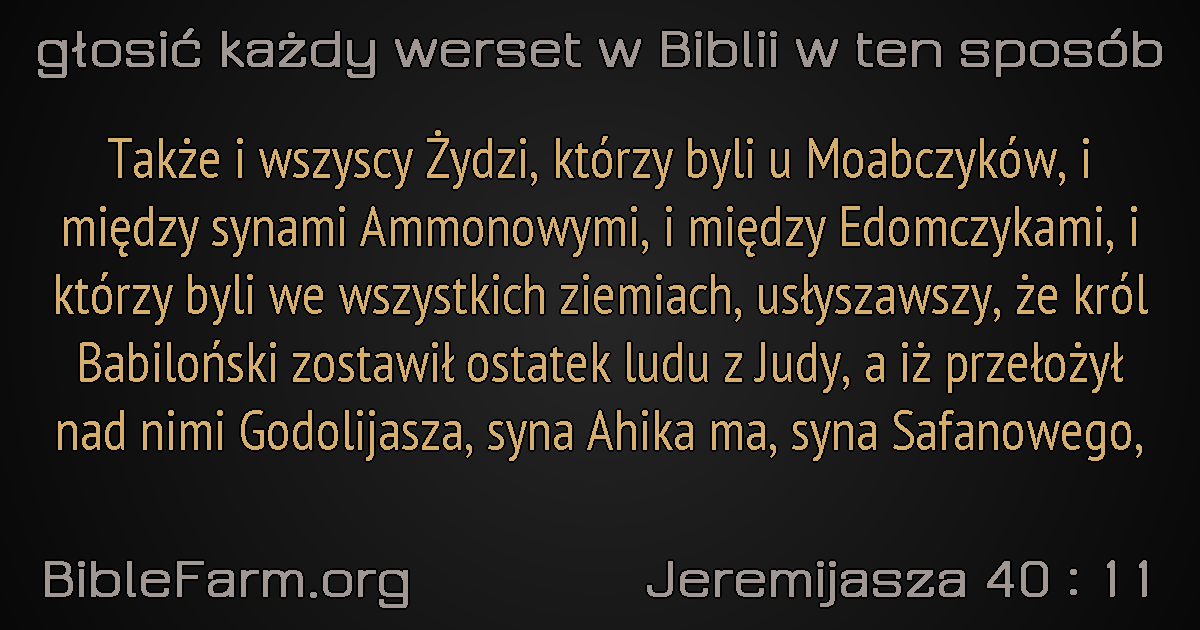 głosić każdy werset w Biblii w ten sposób
Także i wszyscy Żydzi, którzy byli u Moabczyków, i
między synami Ammonowymi, i między Edomczykami, i
którzy byli we wszystkich ziemiach, usłyszawszy, że król
Babiloński zostawił ostatek ludu z Judy, a iż przełożył
nad nimi Godolijasza, syna Ahika ma, syna Safanowego,
BibleFarm.org
Jeremijasza 40 : 11